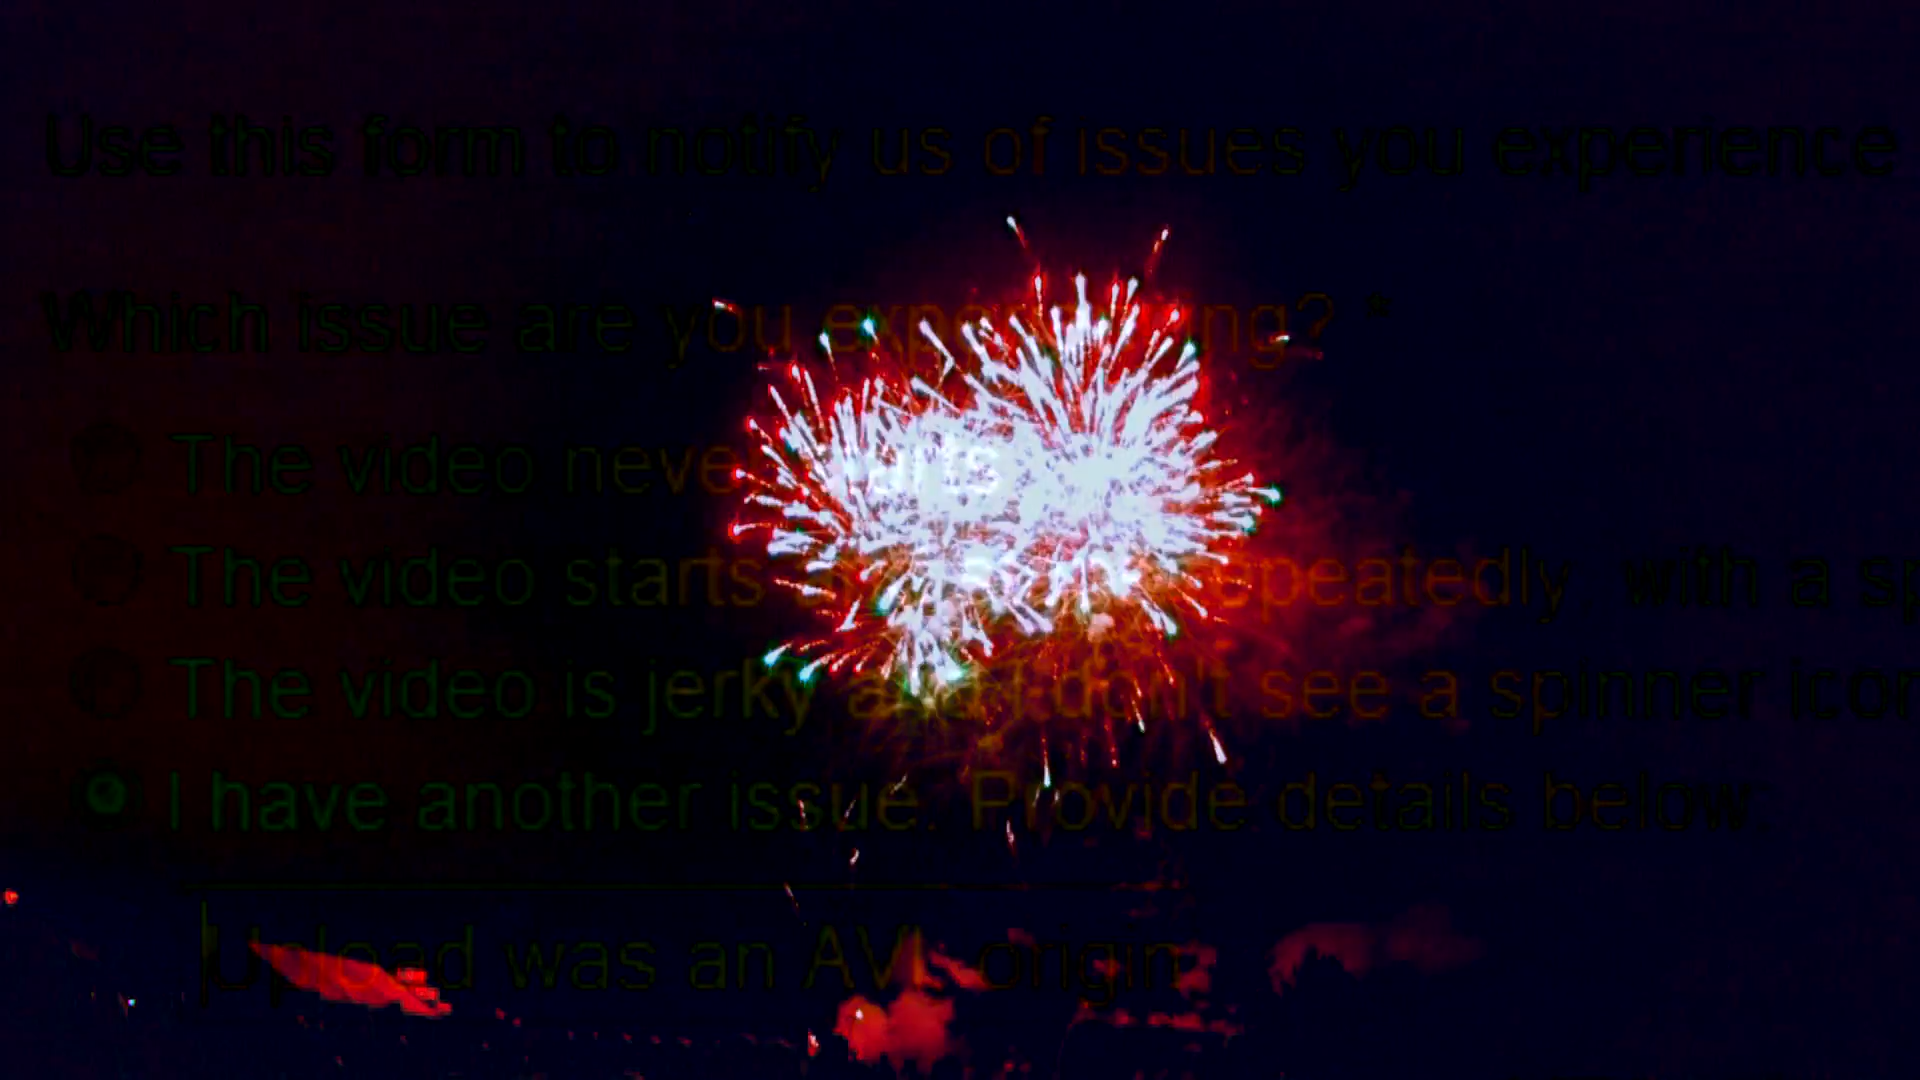 Use this form to notify us of issues you experience
Which issue are you experiencing? *
The video never starts
The video starts repeatedly, with a sp
The video is jerky and I don't see a spinner icon
I have another issue. Provide details below:
Upload was an AVI origin